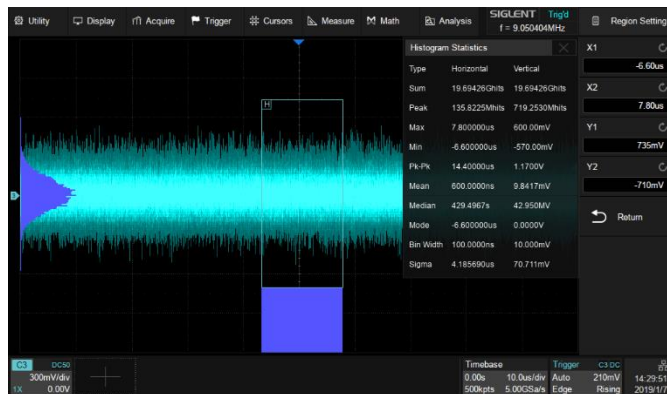 Utility Display Acquire Trigger Cursors Measure Math Analysis SIGLENT Trig'd
f = 9.050404MHz
Region Setting
Histogram Statistics
Type Horizontal Vertical
Sum 19.69426Ghits 19.69426Ghits
Peak 135.8225Mhits 719.2530Mhits
Max 7.800000us 600.00mV
Min -6.600000us -570.00mV
Pk-Pk 14.40000us 1.1700V
Mean 600.0000ns 9.8417mV
Median 429.4967s 42.950mV
Mode -6.600000us 0.0000V
Bin Width 100.0000ns 10.000mV
Sigma 4.185690us 70.711mV
H
X1
-6.60us
X2
7.80us
Y1
735mV
Y2
-710mV
Return
C3 DC50
300mV/div
1X 0.00V
Timebase
0.00s 10.0us/div
500kpts 5.00GSa/s
Trigger C3 DC
Auto 210mV
Edge Rising
14:29:51
2019/1/7